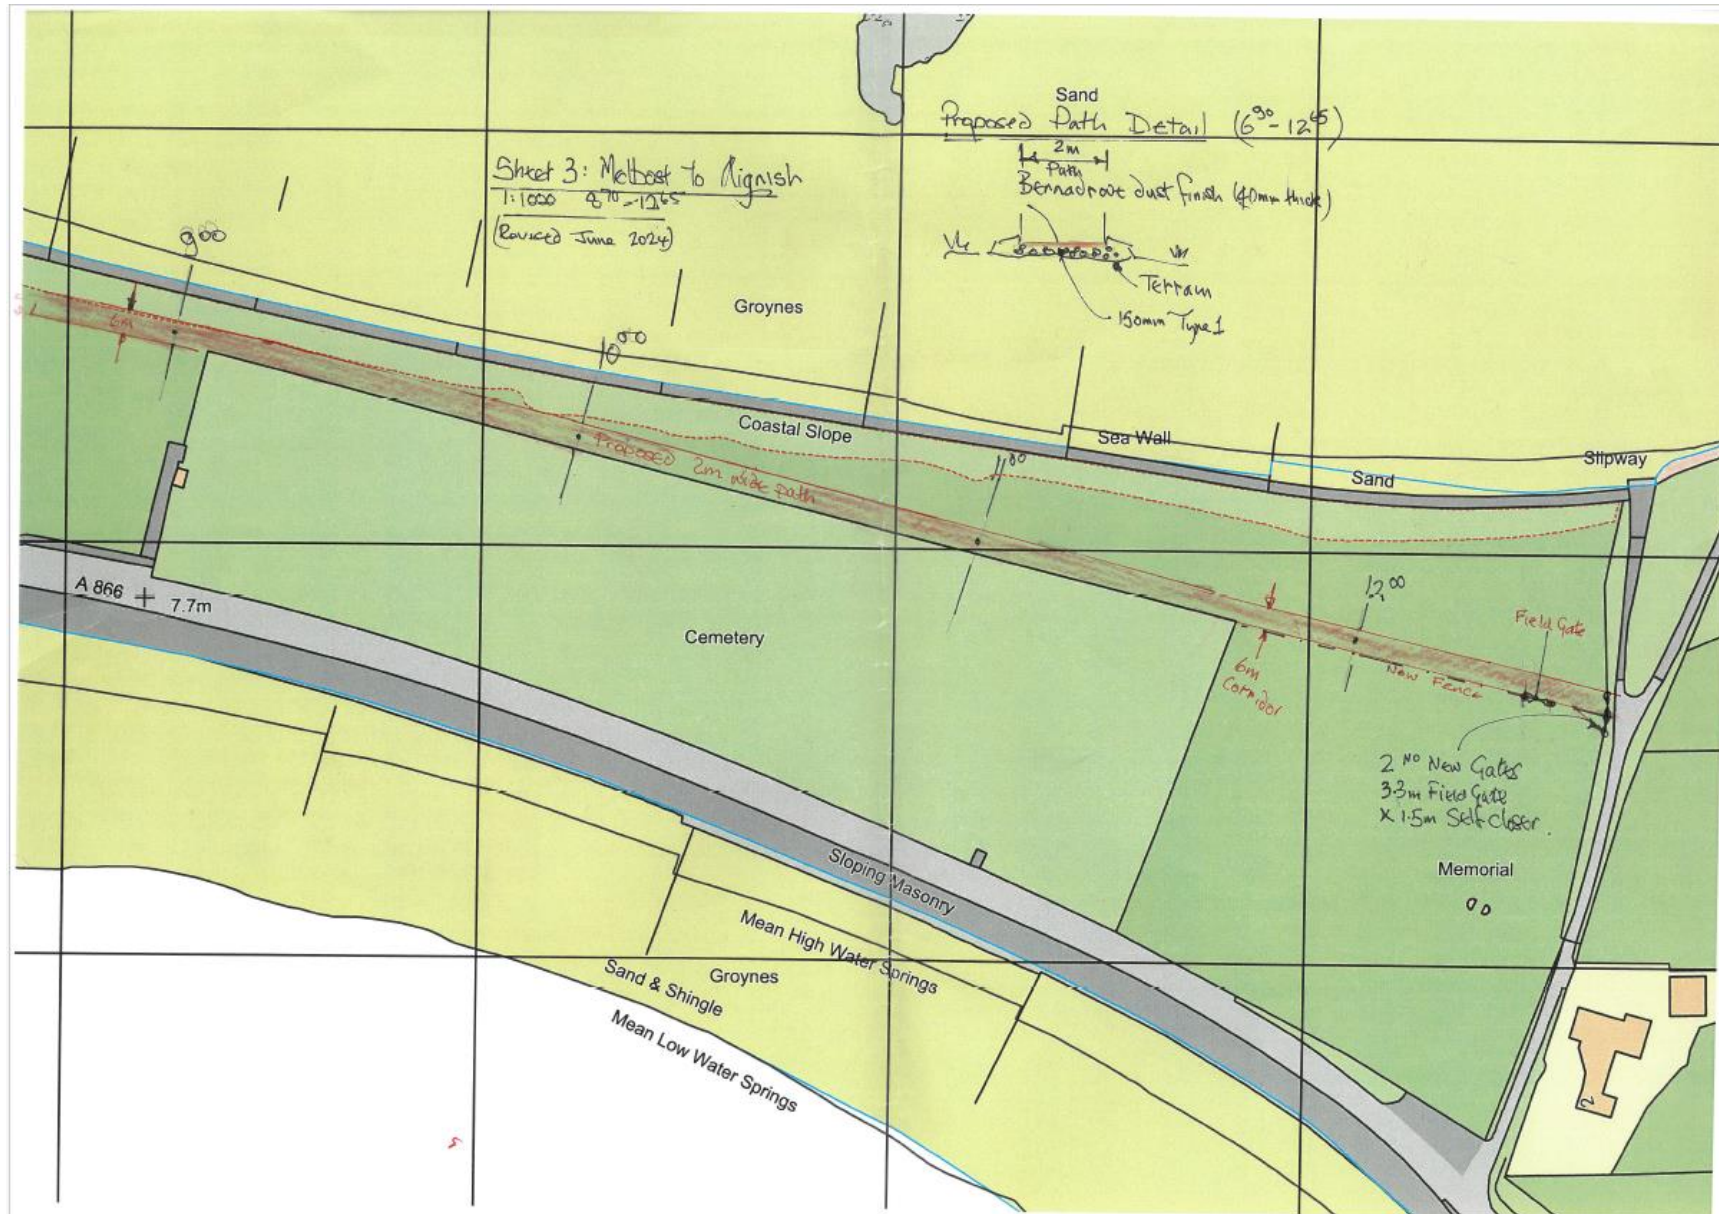 Sand
Proposed Path Detail (6⁹⁰ - 12⁶⁵)
2m
Path
Bennadrove dust finish (40mm thick)
Terram
150mm Type 1
Sheet 3: Melbost to Aignish
1:1000 8⁷⁰ - 12⁶⁵
(Revised June 2024)
9⁰⁰
Groynes
10⁰⁰
6m
Coastal Slope
Sea Wall
Slipway
Sand
Proposed 2m wide path
11⁰⁰
12⁰⁰
A 866
7.7m
Cemetery
Field Gate
6m
Corridor
New Fence
2 No New Gates
3.3m Field Gate
x 1.5m Self closer.
Memorial
Sloping Masonry
Mean High Water Springs
Groynes
Sand & Shingle
Mean Low Water Springs
2